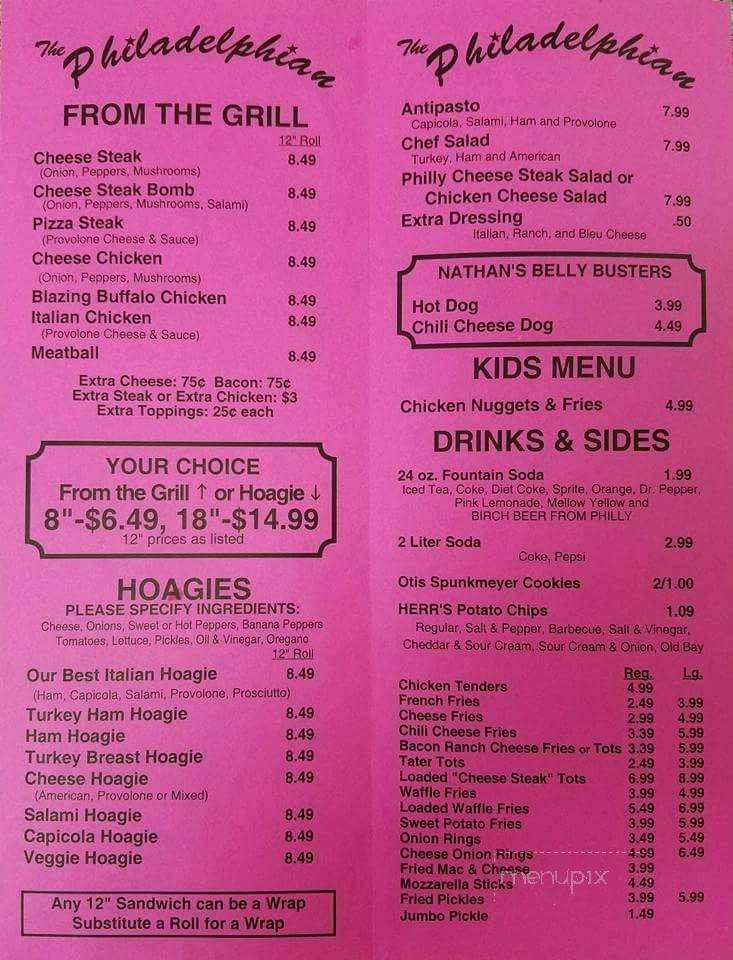 The Philadelphian
FROM THE GRILL
12" Roll
Cheese Steak 8.49
(Onion, Peppers, Mushrooms)
Cheese Steak Bomb 8.49
(Onion, Peppers, Mushrooms, Salami)
Pizza Steak 8.49
(Provolone Cheese & Sauce)
Cheese Chicken 8.49
(Onion, Peppers, Mushrooms)
Blazing Buffalo Chicken 8.49
Italian Chicken 8.49
(Provolone Cheese & Sauce)
Meatball 8.49
Extra Cheese: 75¢ Bacon: 75¢
Extra Steak or Extra Chicken: $3
Extra Toppings: 25¢ each
YOUR CHOICE
From the Grill ↑ or Hoagie ↓
8"-$6.49, 18"-$14.99
12" prices as listed
HOAGIES
PLEASE SPECIFY INGREDIENTS:
Cheese, Onions, Sweet or Hot Peppers, Banana Peppers
Tomatoes, Lettuce, Pickles, Oil & Vinegar, Oregano
12" Roll
Our Best Italian Hoagie 8.49
(Ham, Capicola, Salami, Provolone, Prosciutto)
Turkey Ham Hoagie 8.49
Ham Hoagie 8.49
Turkey Breast Hoagie 8.49
Cheese Hoagie 8.49
(American, Provolone or Mixed)
Salami Hoagie 8.49
Capicola Hoagie 8.49
Veggie Hoagie 8.49
Any 12" Sandwich can be a Wrap
Substitute a Roll for a Wrap
The Philadelphian
Antipasto 7.99
Capicola, Salami, Ham and Provolone
Chef Salad 7.99
Turkey, Ham and American
Philly Cheese Steak Salad or
Chicken Cheese Salad 7.99
Extra Dressing .50
Italian, Ranch, and Bleu Cheese
NATHAN'S BELLY BUSTERS
Hot Dog 3.99
Chili Cheese Dog 4.49
KIDS MENU
Chicken Nuggets & Fries 4.99
DRINKS & SIDES
24 oz. Fountain Soda 1.99
Iced Tea, Coke, Diet Coke, Sprite, Orange, Dr. Pepper,
Pink Lemonade, Mellow Yellow and
BIRCH BEER FROM PHILLY
2 Liter Soda 2.99
Coke, Pepsi
Otis Spunkmeyer Cookies 2/1.00
HERR'S Potato Chips 1.09
Regular, Salt & Pepper, Barbecue, Salt & Vinegar,
Cheddar & Sour Cream, Sour Cream & Onion, Old Bay
Reg. Lg.
Chicken Tenders 4.99
French Fries 2.49 3.99
Cheese Fries 2.99 4.99
Chili Cheese Fries 3.39 5.99
Bacon Ranch Cheese Fries or Tots 3.39 5.99
Tater Tots 2.49 3.99
Loaded "Cheese Steak" Tots 6.99 8.99
Waffle Fries 3.99 4.99
Loaded Waffle Fries 5.49 6.99
Sweet Potato Fries 3.99 5.99
Onion Rings 3.49 5.49
Cheese Onion Rings 4.99 6.49
Fried Mac & Cheese 3.99
menupix
Mozzarella Sticks 4.49
Fried Pickles 3.99 5.99
Jumbo Pickle 1.49